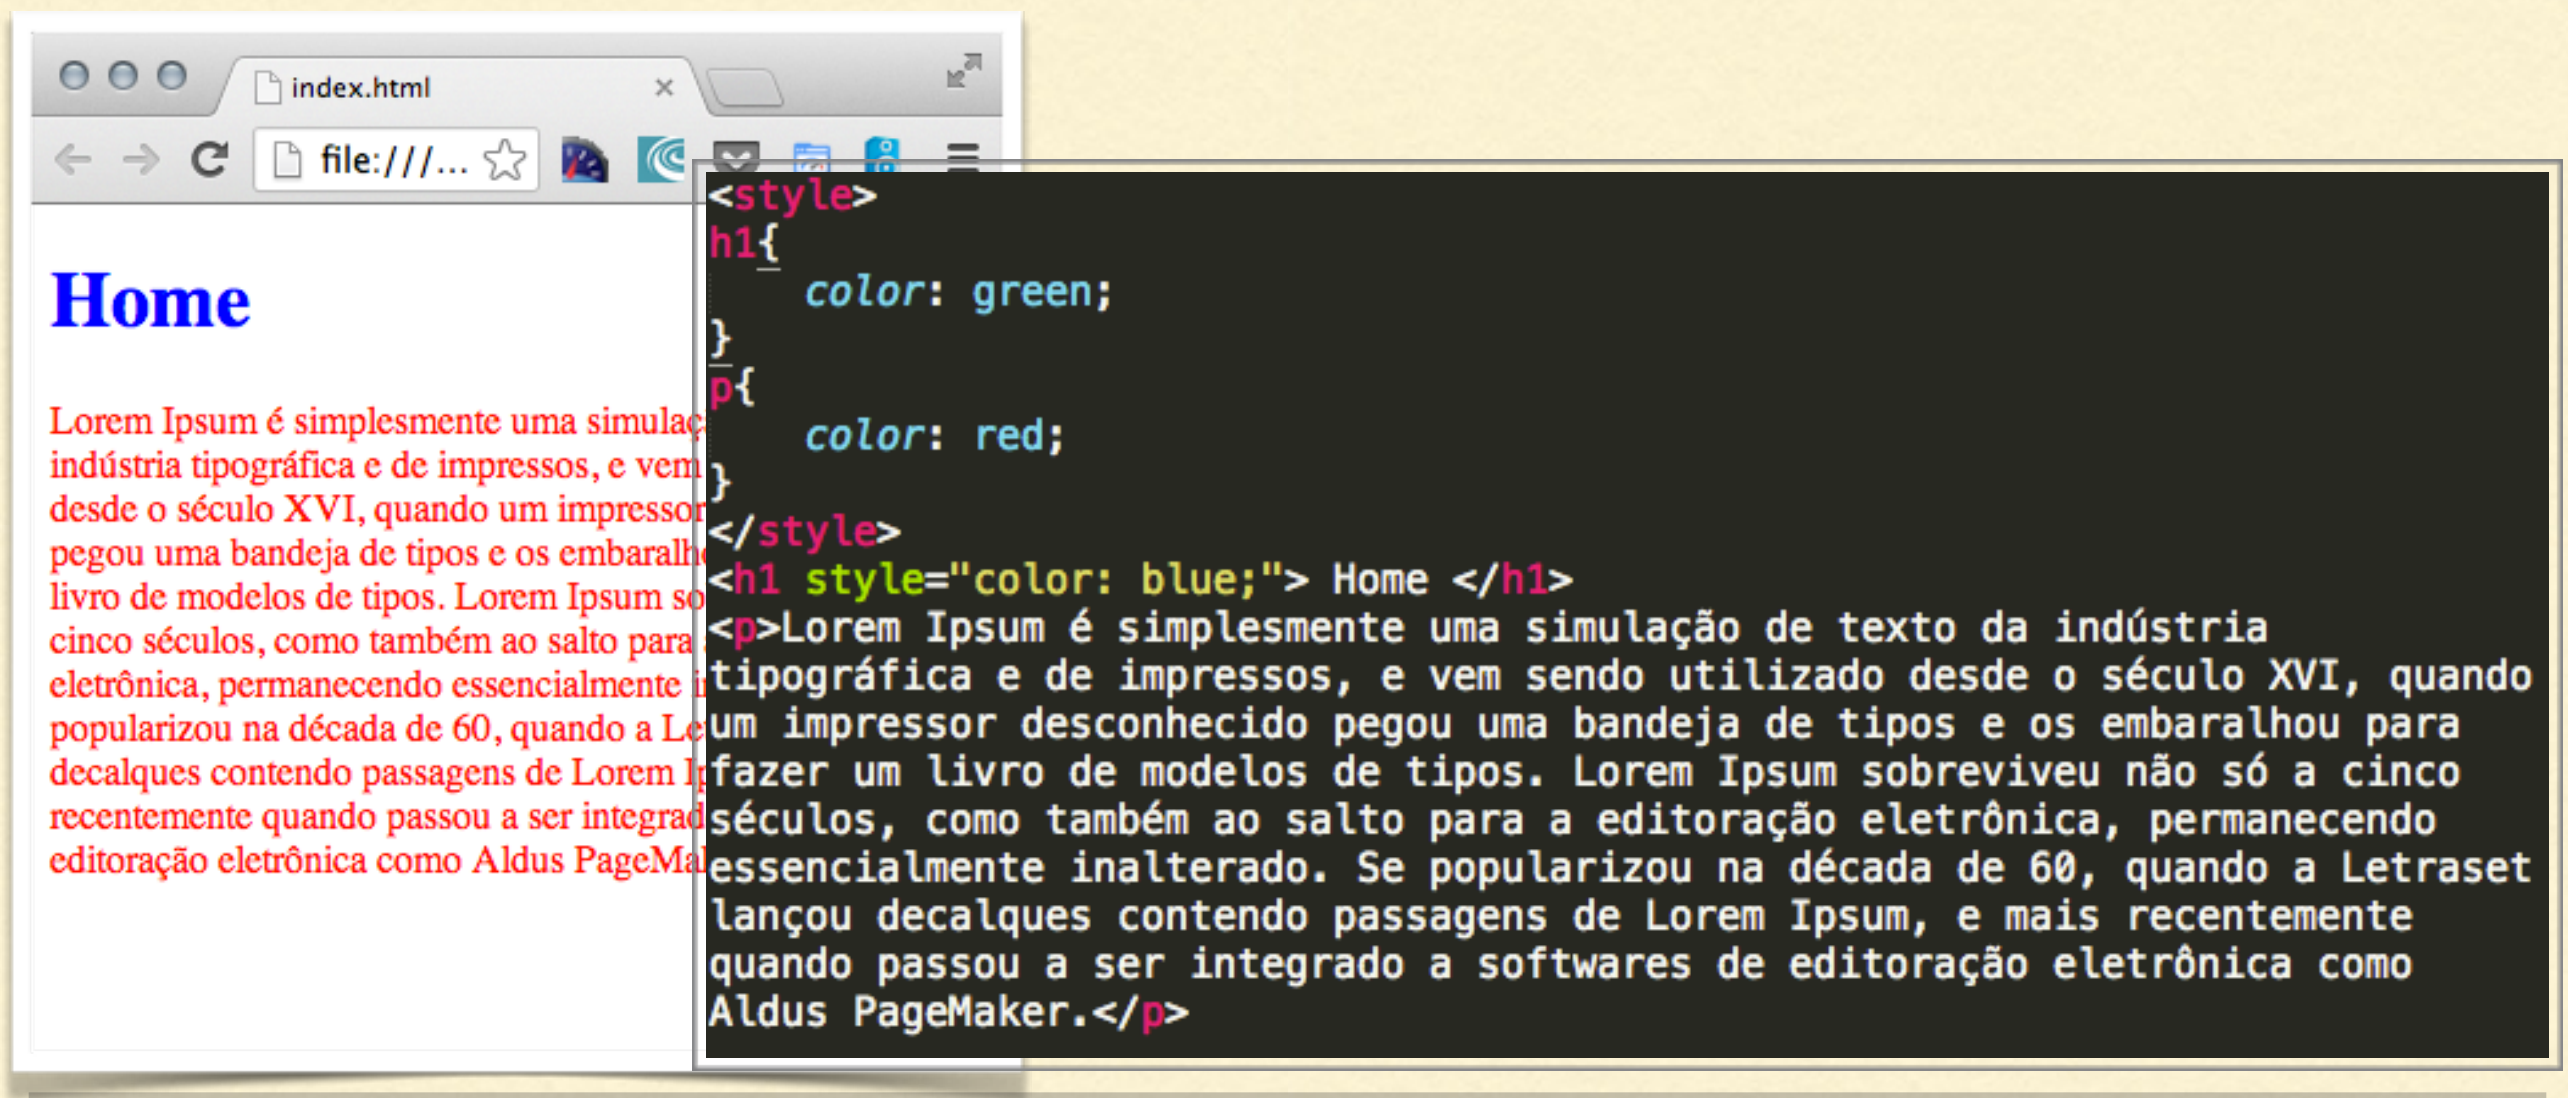 index.html
file:///...
Home
Lorem Ipsum é simplesmente uma
indústria tipográfica e de impressos, e vem
desde o século XVI, quando um impressor
pegou uma bandeja de tipos e os
livro de modelos de tipos. Lorem Ipsum
cinco séculos, como também ao salto para
eletrônica, permanecendo essencialmente
popularizou na década de 60, quando a
decalques contendo passagens de Lorem
recentemente quando passou a ser
editoração eletrônica como Aldus
<style>
h1{
color: green;
}
p{
color: red;
}
</style>
<h1 style="color: blue;"> Home </h1>
<p>Lorem Ipsum é simplesmente uma simulação de texto da indústria
tipográfica e de impressos, e vem sendo utilizado desde o século XVI, quando
um impressor desconhecido pegou uma bandeja de tipos e os embaralhou para
fazer um livro de modelos de tipos. Lorem Ipsum sobreviveu não só a cinco
séculos, como também ao salto para a editoração eletrônica, permanecendo
essencialmente inalterado. Se popularizou na década de 60, quando a Letraset
lançou decalques contendo passagens de Lorem Ipsum, e mais recentemente
quando passou a ser integrado a softwares de editoração eletrônica como
Aldus PageMaker.</p>